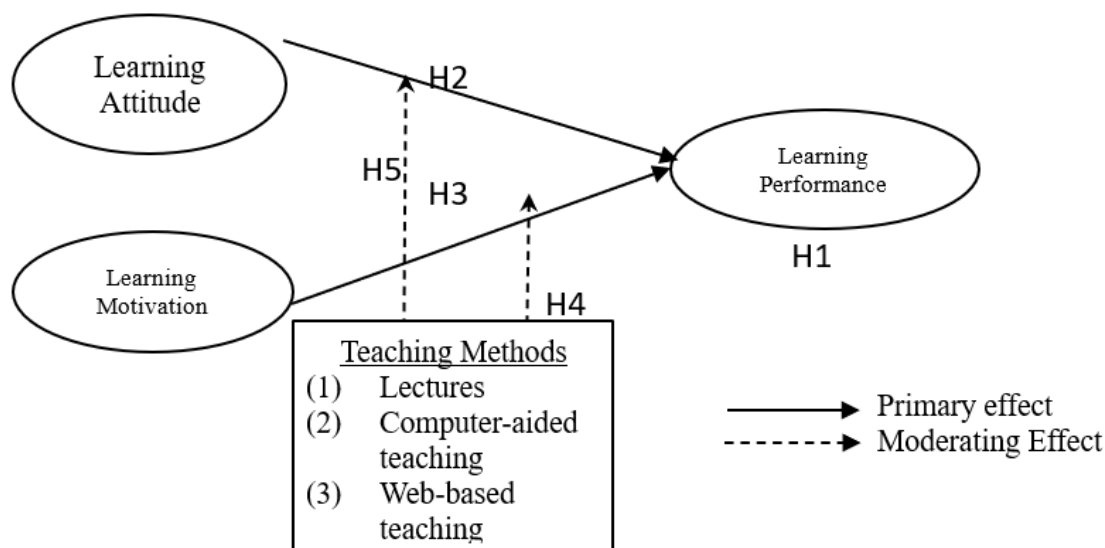 Learning
Attitude
H2
Learning
Performance
H5
H3
H1
Learning
Motivation
H4
Teaching Methods
(1) Lectures
(2) Computer-aided
teaching
(3) Web-based
teaching
Primary effect
Moderating Effect